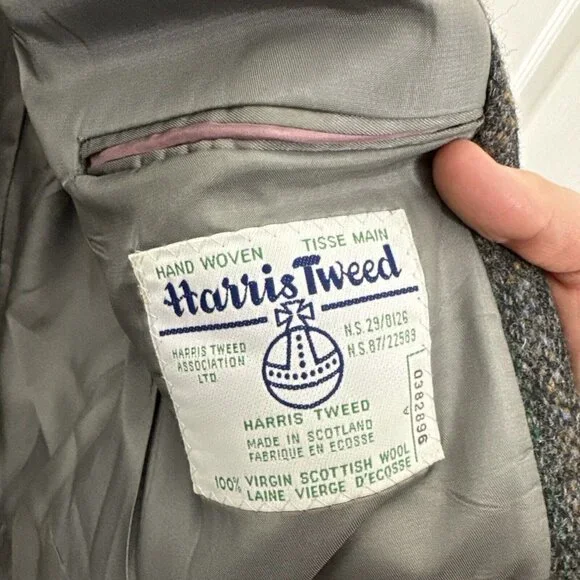 HAND WOVEN TISSE MAIN
Harris Tweed
HARRIS TWEED
ASSOCIATION
LTD
N.S. 29/0126
N.S. 87/22589
0382896
HARRIS TWEED
MADE IN SCOTLAND
FABRIQUE EN ECOSSE
100% VIRGIN SCOTTISH WOOL
LAINE VIERGE D'ECOSSE